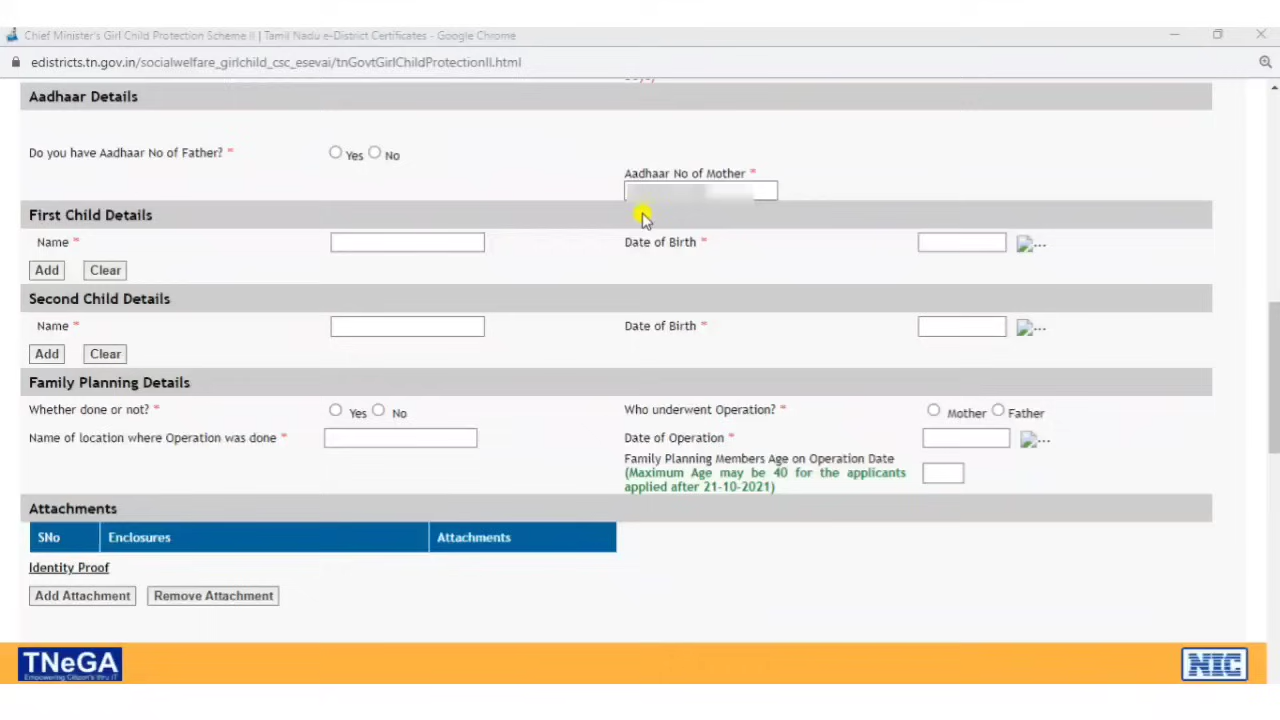 Chief Minister's Girl Child Protection Scheme II | Tamil Nadu e-District Certificates - Google Chrome
edistricts.tn.gov.in/socialwelfare_girlchild_csc_esevai/tnGovtGirlChildProtectionII.html
Aadhaar Details
Do you have Aadhaar No of Father? * Yes No
Aadhaar No of Mother *
First Child Details
Name * Date of Birth * ...
Add Clear
Second Child Details
Name * Date of Birth * ...
Add Clear
Family Planning Details
Whether done or not? * Yes No Who underwent Operation? * Mother Father
Name of location where Operation was done * Date of Operation * ...
Family Planning Members Age on Operation Date
(Maximum Age may be 40 for the applicants
applied after 21-10-2021)
Attachments
SNo Enclosures Attachments
Identity Proof
Add Attachment Remove Attachment
TNeGA NIC
Empowering Citizen's thru IT